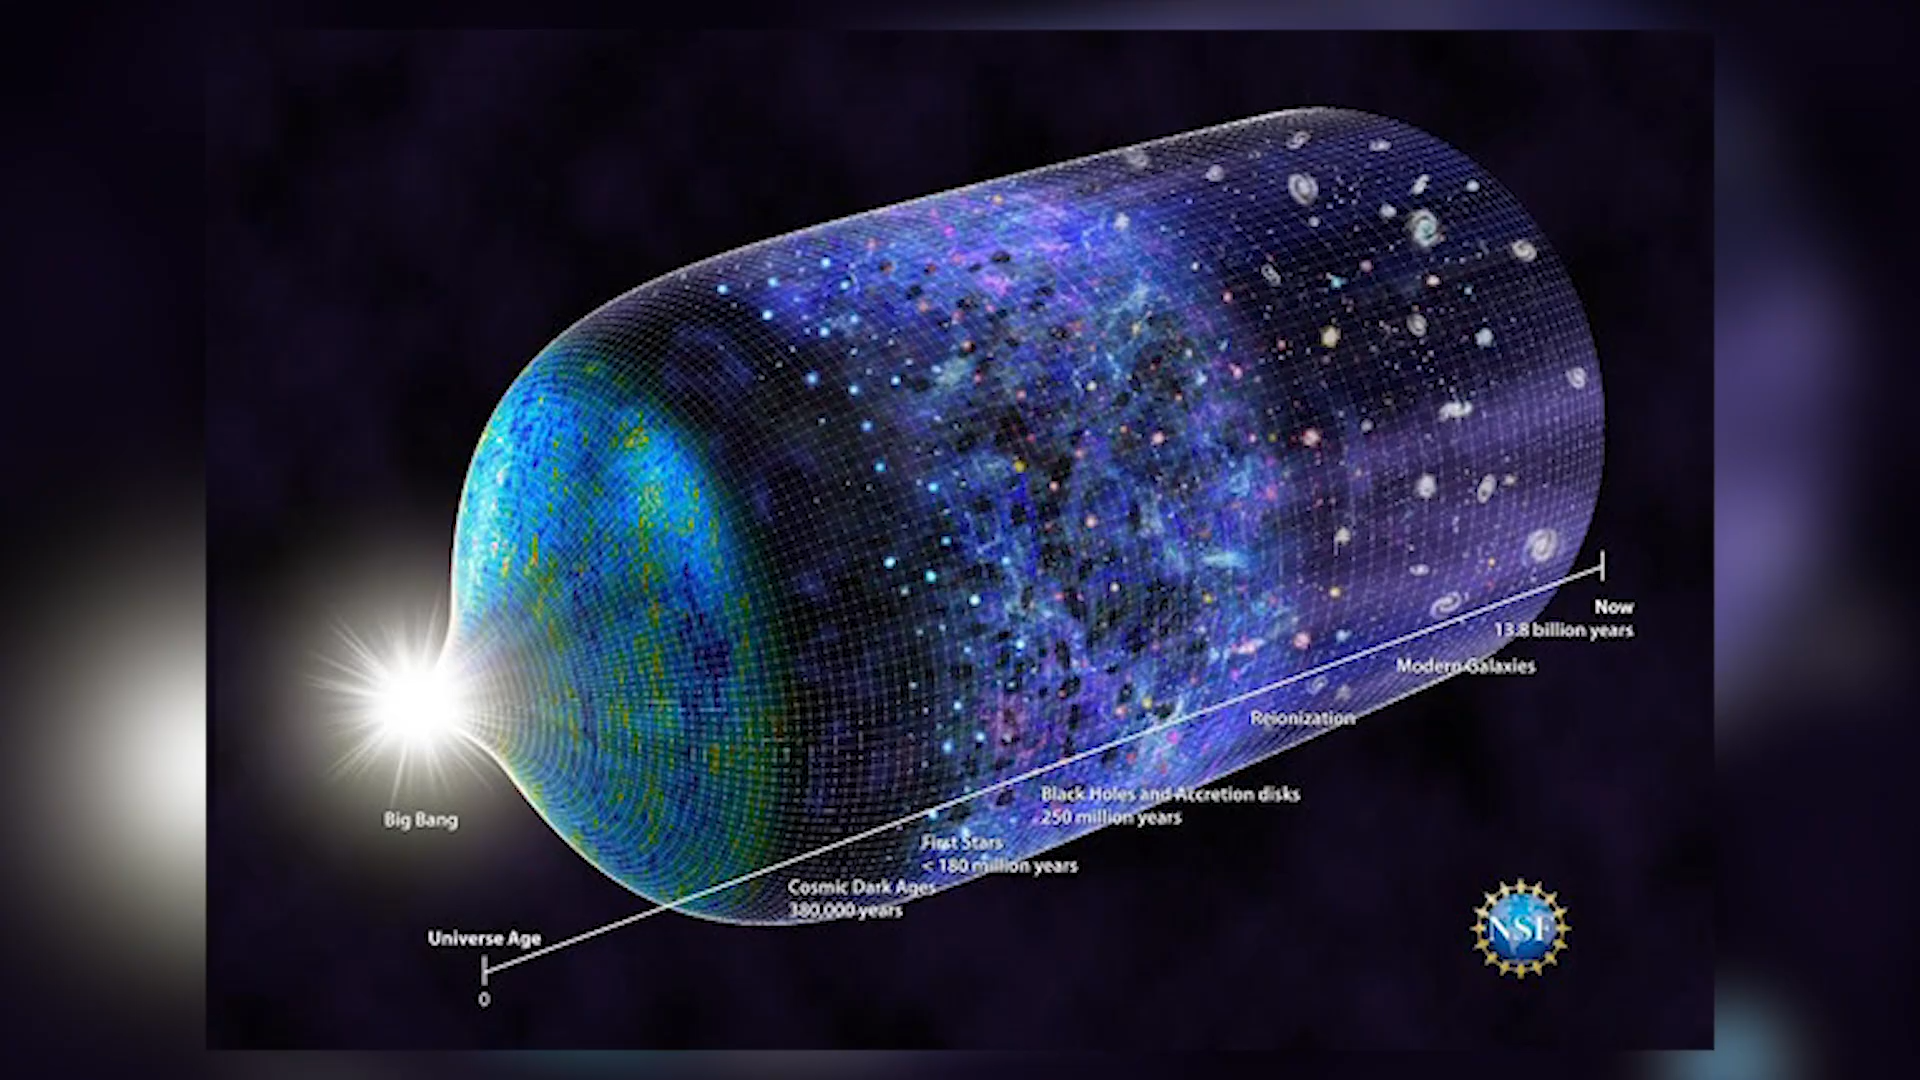 Big Bang
Universe Age
0
Cosmic Dark Ages
380,000 years
First Stars
< 180 million years
Black Holes and Accretion disks
250 million years
Reionization
Modern Galaxies
Now
13.8 billion years
NSF